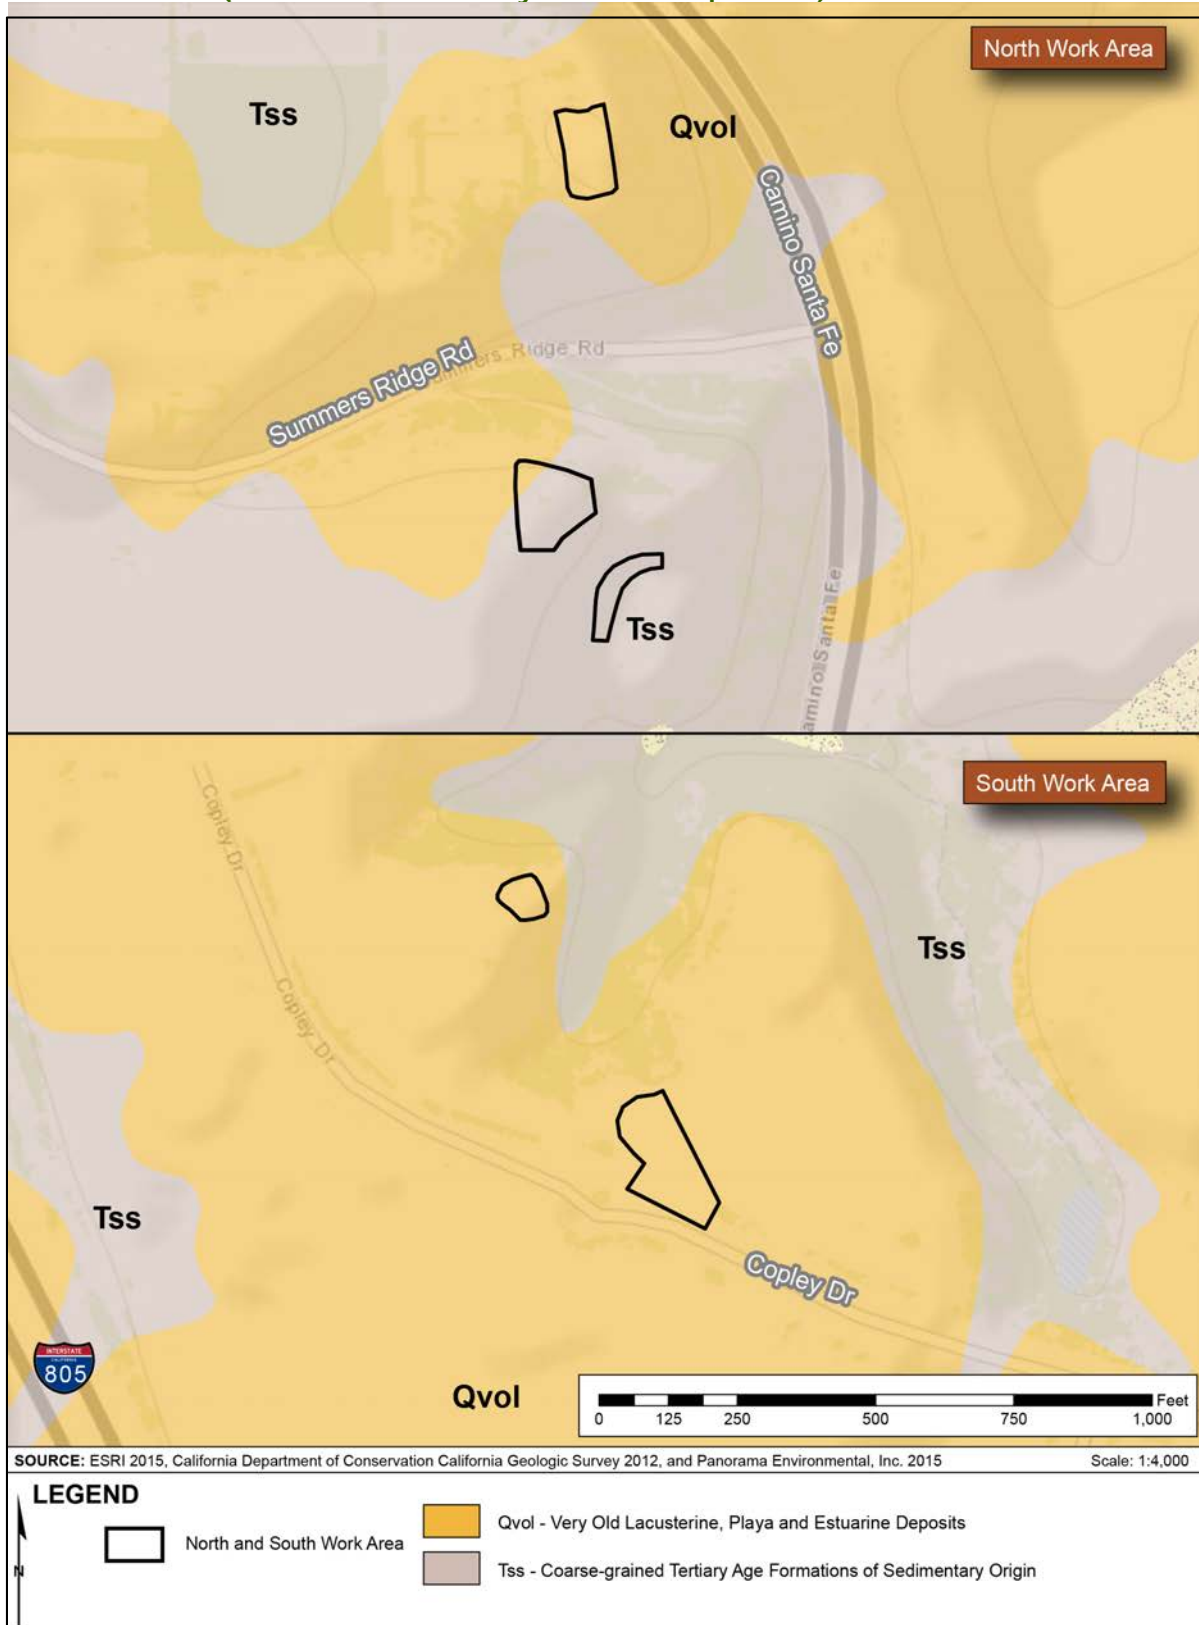 North Work Area
Tss
Qvol
Camino Santa Fe
Summers Ridge Rd
Ridge Rd
Tss
amino Santa Fe
South Work Area
Copley Dr
Tss
Copley Dr
Tss
Copley Dr
INTERSTATE
CALIFORNIA
805
Qvol
Feet
0 125 250 500 750 1,000
SOURCE: ESRI 2015, California Department of Conservation California Geologic Survey 2012, and Panorama Environmental, Inc. 2015
Scale: 1:4,000
LEGEND
N
North and South Work Area
Qvol - Very Old Lacusterine, Playa and Estuarine Deposits
Tss - Coarse-grained Tertiary Age Formations of Sedimentary Origin